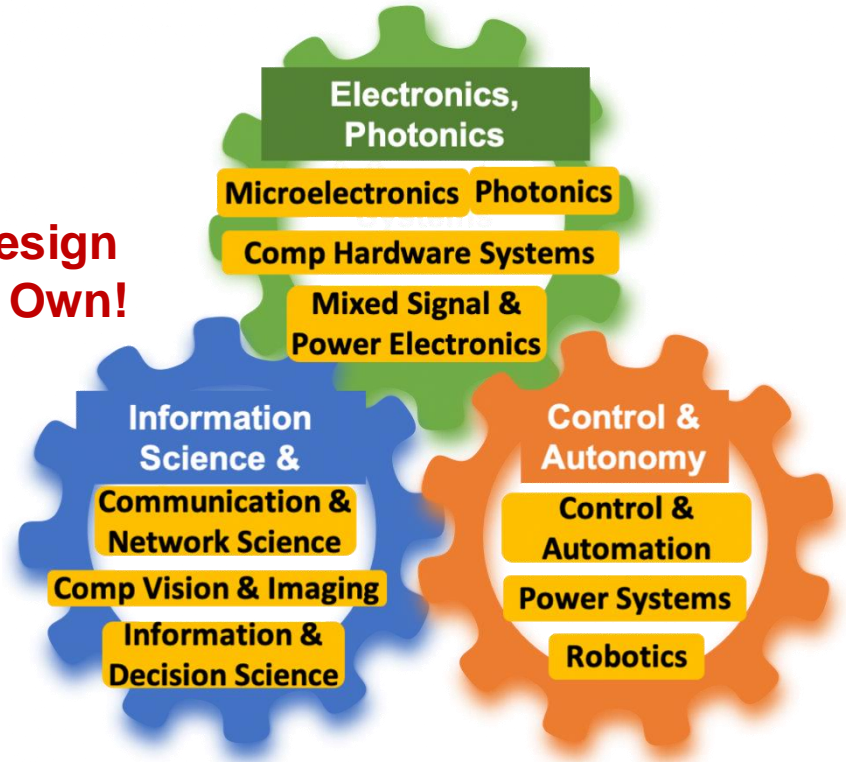 Electronics,
Photonics
Microelectronics Photonics
Comp Hardware Systems
Mixed Signal &
Power Electronics
esign
Own!
Information
Science &
Communication &
Network Science
Comp Vision & Imaging
Information &
Decision Science
Control &
Autonomy
Control &
Automation
Power Systems
Robotics